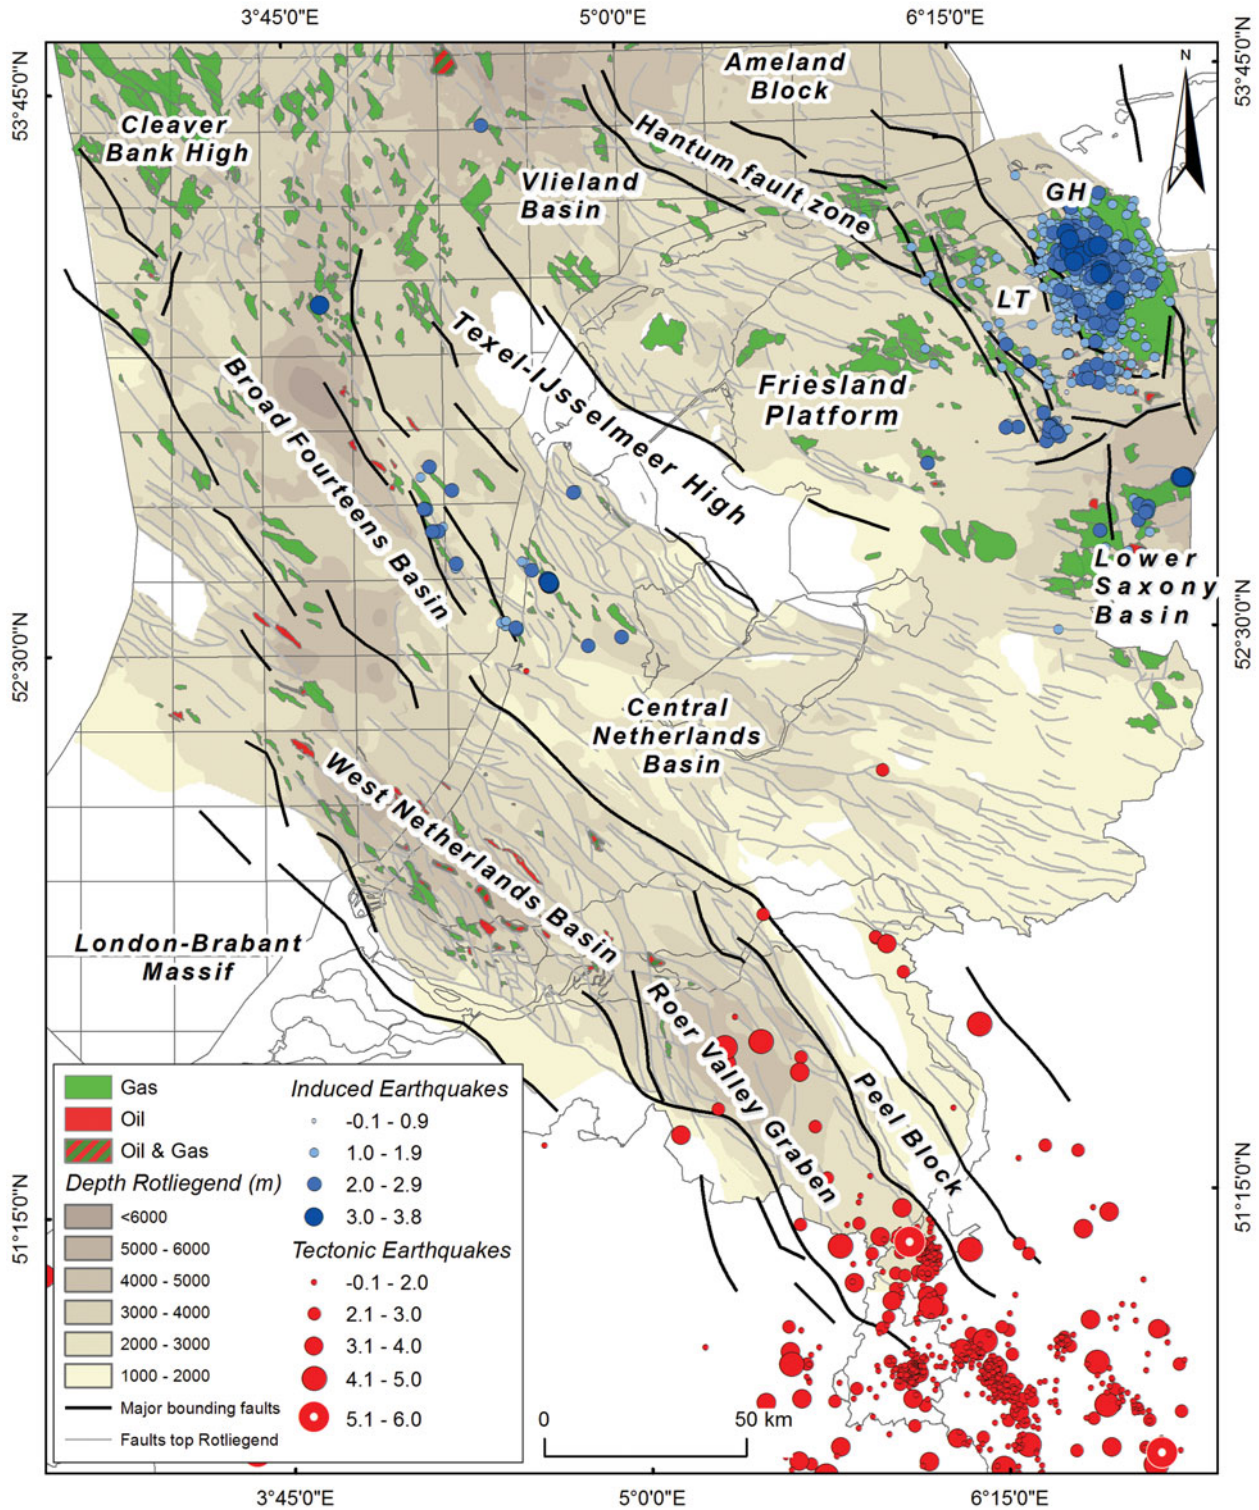 3°45'0"E
5°0'0"E
6°15'0"E
53°45'0"N
53°45'0"N
N
Ameland
Block
Cleaver
Bank High
Hantum fault zone
Vlieland
Basin
GH
LT
Texel-IJsselmeer High
Broad Fourteens Basin
Friesland
Platform
52°30'0"N
52°30'0"N
Lower
Saxony
Basin
Central
Netherlands
Basin
West Netherlands Basin
London-Brabant
Massif
Roer Valley Graben
Peel Block
51°15'0"N
51°15'0"N
Gas
Oil
Oil & Gas
Depth Rotliegend (m)
<6000
5000 - 6000
4000 - 5000
3000 - 4000
2000 - 3000
1000 - 2000
Major bounding faults
Faults top Rotliegend
Induced Earthquakes
-0.1 - 0.9
1.0 - 1.9
2.0 - 2.9
3.0 - 3.8
Tectonic Earthquakes
-0.1 - 2.0
2.1 - 3.0
3.1 - 4.0
4.1 - 5.0
5.1 - 6.0
0 50 km
3°45'0"E
5°0'0"E
6°15'0"E